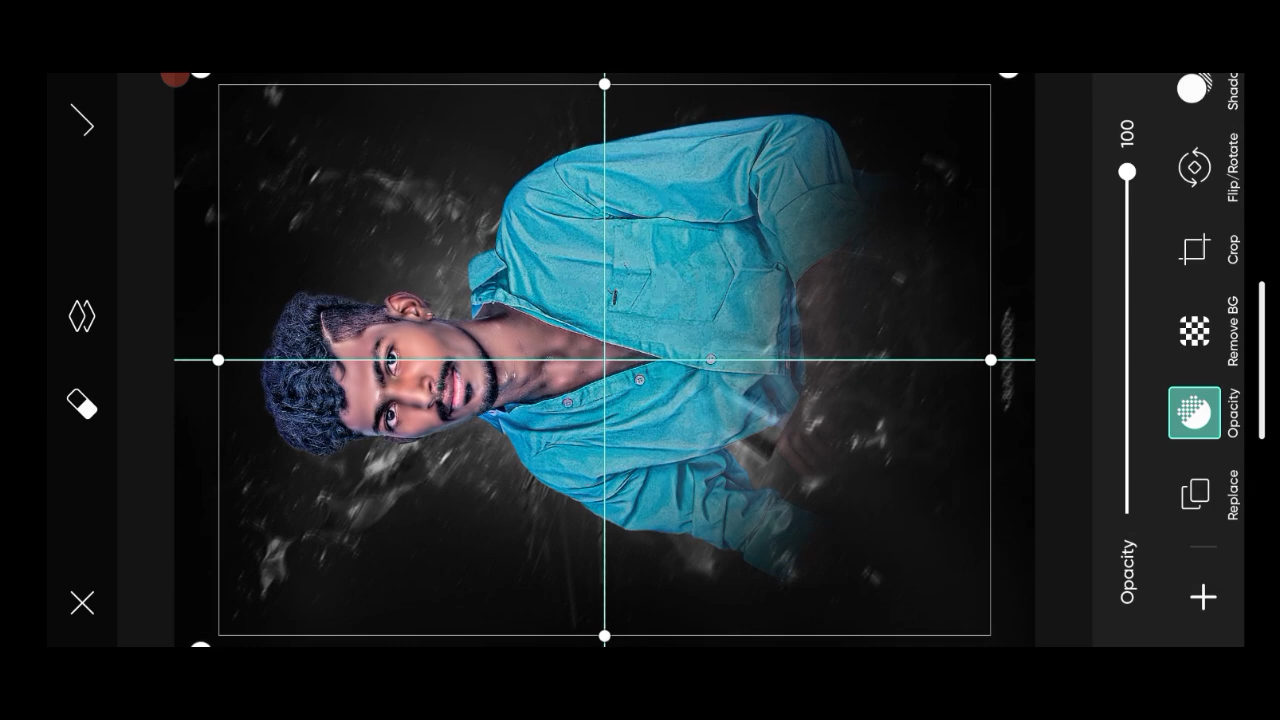 Opacity
100
Replace
Opacity
Remove BG
Crop
Flip/Rotate
Shado